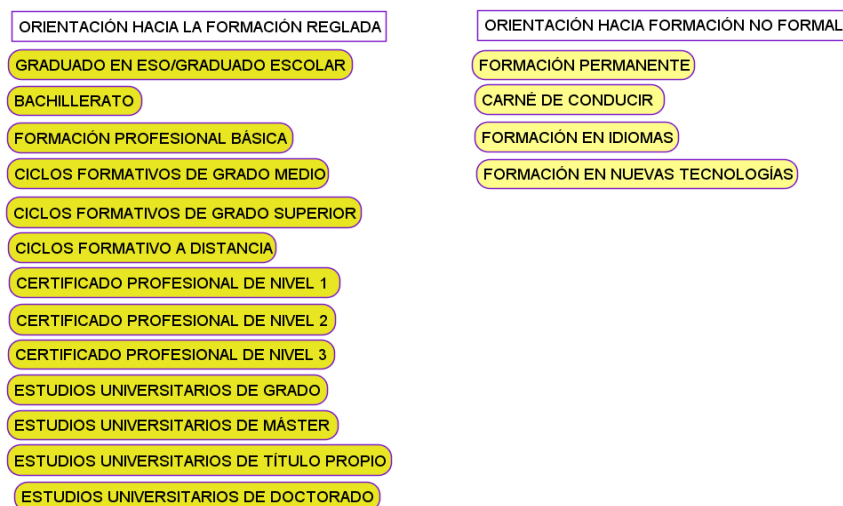 ORIENTACIÓN HACIA LA FORMACIÓN REGLADA
GRADUADO EN ESO/GRADUADO ESCOLAR
BACHILLERATO
FORMACIÓN PROFESIONAL BÁSICA
CICLOS FORMATIVOS DE GRADO MEDIO
CICLOS FORMATIVOS DE GRADO SUPERIOR
CICLOS FORMATIVO A DISTANCIA
CERTIFICADO PROFESIONAL DE NIVEL 1
CERTIFICADO PROFESIONAL DE NIVEL 2
CERTIFICADO PROFESIONAL DE NIVEL 3
ESTUDIOS UNIVERSITARIOS DE GRADO
ESTUDIOS UNIVERSITARIOS DE MÁSTER
ESTUDIOS UNIVERSITARIOS DE TÍTULO PROPIO
ESTUDIOS UNIVERSITARIOS DE DOCTORADO
ORIENTACIÓN HACIA FORMACIÓN NO FORMAL
FORMACIÓN PERMANENTE
CARNÉ DE CONDUCIR
FORMACIÓN EN IDIOMAS
FORMACIÓN EN NUEVAS TECNOLOGÍAS